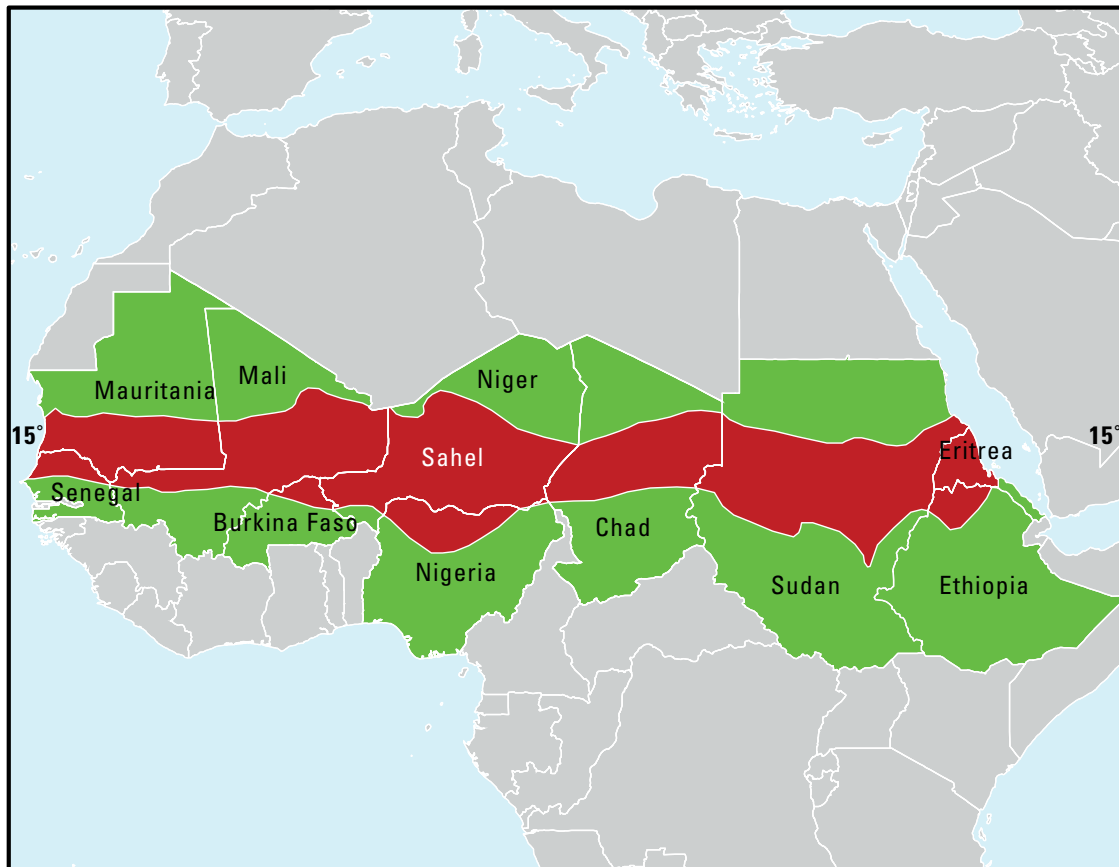 Mali
Niger
Mauritania
15°
15°
Eritrea
Sahel
Senegal
Burkina Faso
Chad
Nigeria
Sudan
Ethiopia